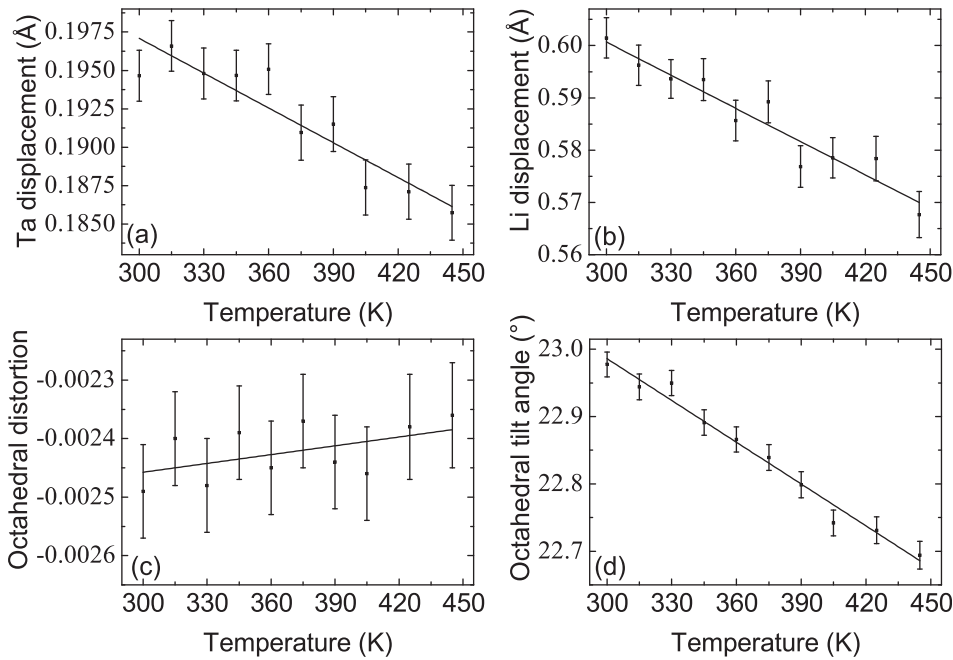 Ta displacement (Å)
0.1975
0.1950
0.1925
0.1900
0.1875
0.1850
(a)
300 330 360 390 420 450
Temperature (K)
Li displacement (Å)
0.60
0.59
0.58
0.57
0.56
(b)
300 330 360 390 420 450
Temperature (K)
Octahedral distortion
-0.0023
-0.0024
-0.0025
-0.0026
(c)
300 330 360 390 420 450
Temperature (K)
Octahedral tilt angle (°)
23.0
22.9
22.8
22.7
(d)
300 330 360 390 420 450
Temperature (K)